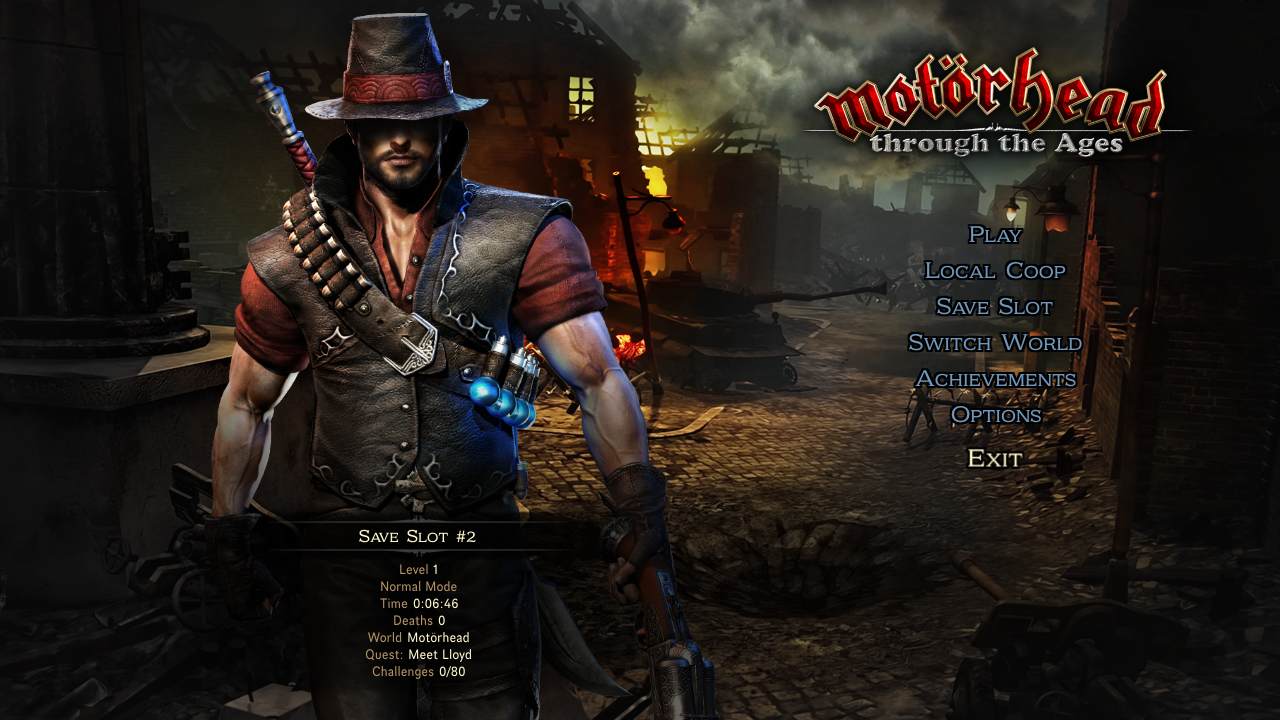 motörhead
through the Ages
Play
Local Coop
Save Slot
Switch World
Achievements
Options
Exit
Save Slot #2
Level 1
Normal Mode
Time 0:06:46
Deaths 0
World Motörhead
Quest: Meet Lloyd
Challenges 0/80